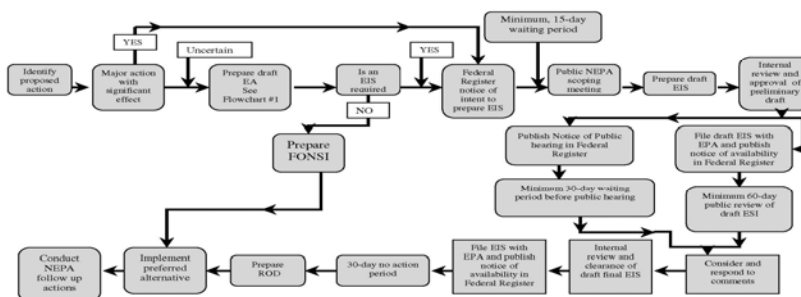 YES
Minimum, 15-day
waiting period
Uncertain
YES
Identify
proposed
action
Major action
with
significant
effect
Prepare draft
EA
See
Flowchart #1
Is an
EIS
required
Federal
Register
notice of
intent to
prepare EIS
Public NEPA
scoping
meeting
Prepare draft
EIS
Internal
review and
approval of
preliminary
draft
NO
Prepare
FONSI
Publish Notice of Public
hearing in Federal
Register
File draft EIS with
EPA and publish
notice of availability
in Federal Register
Minimum 30-day waiting
period before public hearing
Minimum 60-day
public review of
draft ESI
Conduct
NEPA
follow up
actions
Implement
preferred
alternative
Prepare
ROD
30-day no action
period
File EIS with
EPA and publish
notice of
availability in
Federal Register
Internal
review and
clearance of
draft final EIS
Consider and
respond to
comments